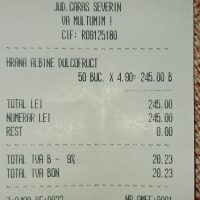 JUD.CARAS SEVERIN
VA MULTUMIM !
CIF: RO9125180
HRANA ALBINE DULCOFRUCT
50 BUC. X 4.90= 245.00 B
TOTAL LEI 245.00
NUMERAR LEI 245.00
REST 0.00
TOTAL TVA B - 9% 20.23
TOTAL TVA BON 20.23